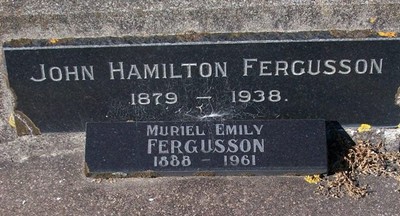 JOHN HAMILTON FERGUSSON
1879 – 1938.
MURIEL EMILY
FERGUSSON
1888 – 1961